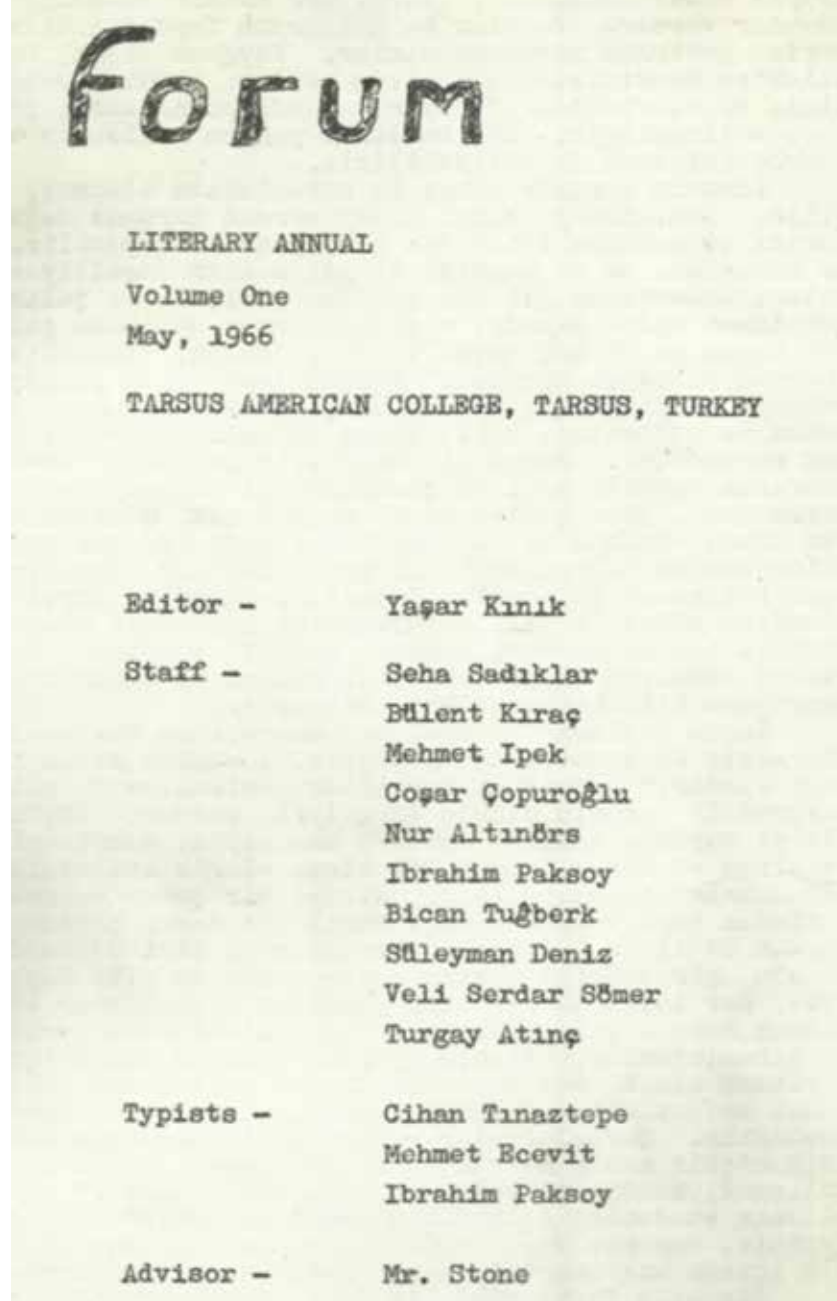 Forum
LITERARY ANNUAL
Volume One
May, 1966
TARSUS AMERICAN COLLEGE, TARSUS, TURKEY
Editor - Yaşar Kınık
Staff - Seha Sadıklar
Bülent Kıraç
Mehmet Ipek
Coşar Çopuroğlu
Nur Altınörs
Ibrahim Paksoy
Bican Tuğberk
Süleyman Deniz
Veli Serdar Sömer
Turgay Atınç
Typists - Cihan Tınaztepe
Mehmet Ecevit
Ibrahim Paksoy
Advisor - Mr. Stone